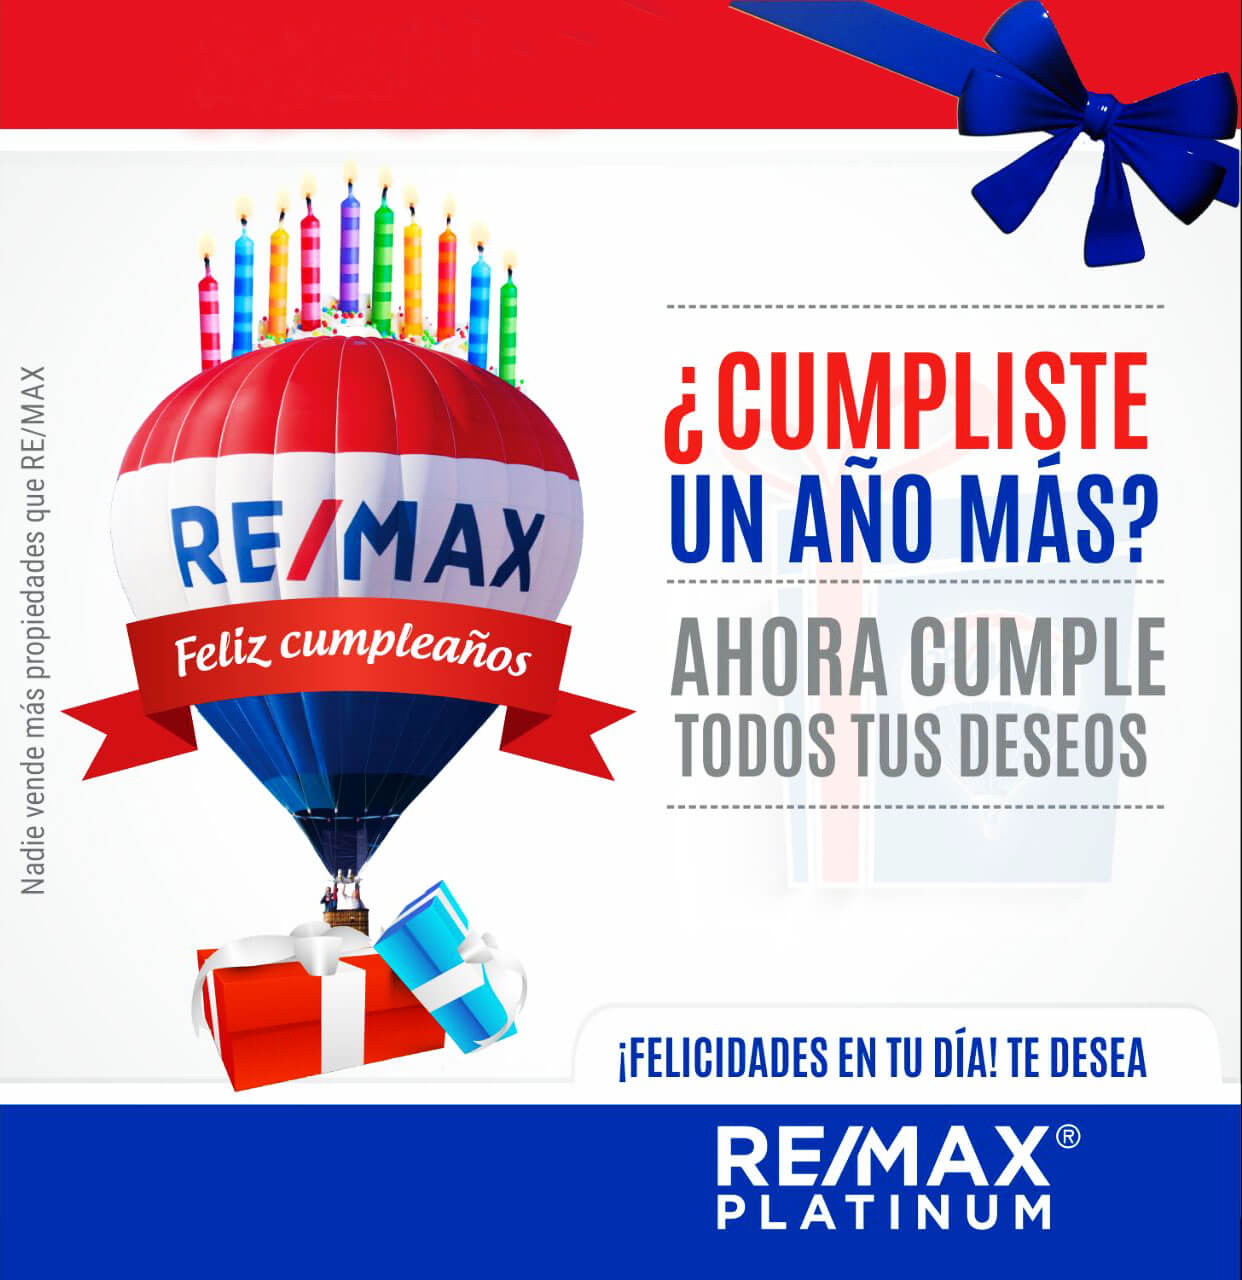 Nadie vende más propiedades que RE/MAX
RE/MAX
Feliz cumpleaños
¿CUMPLISTE
UN AÑO MÁS?
AHORA CUMPLE
TODOS TUS DESEOS
¡FELICIDADES EN TU DÍA! TE DESEA
RE/MAX®
PLATINUM